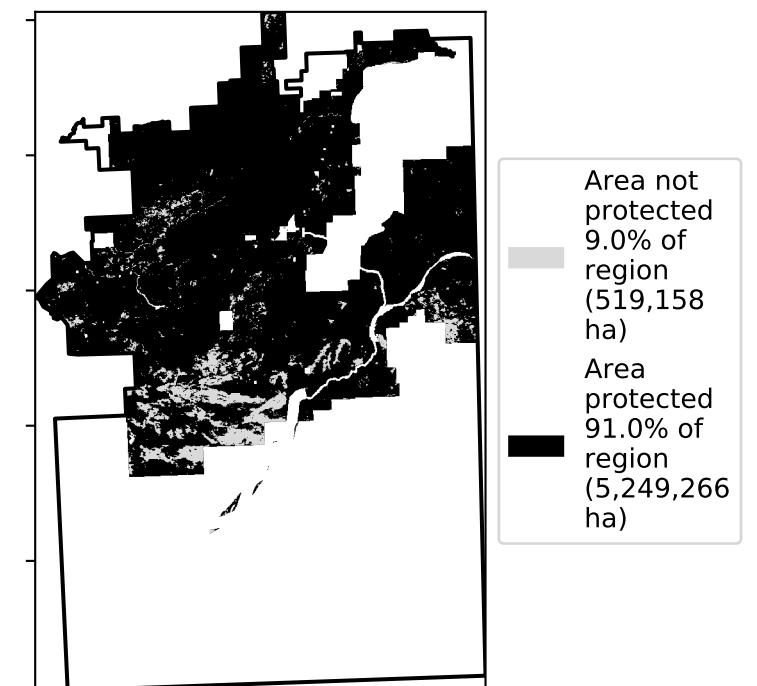 Area not
protected
9.0% of
region
(519,158
ha)
Area
protected
91.0% of
region
(5,249,266
ha)